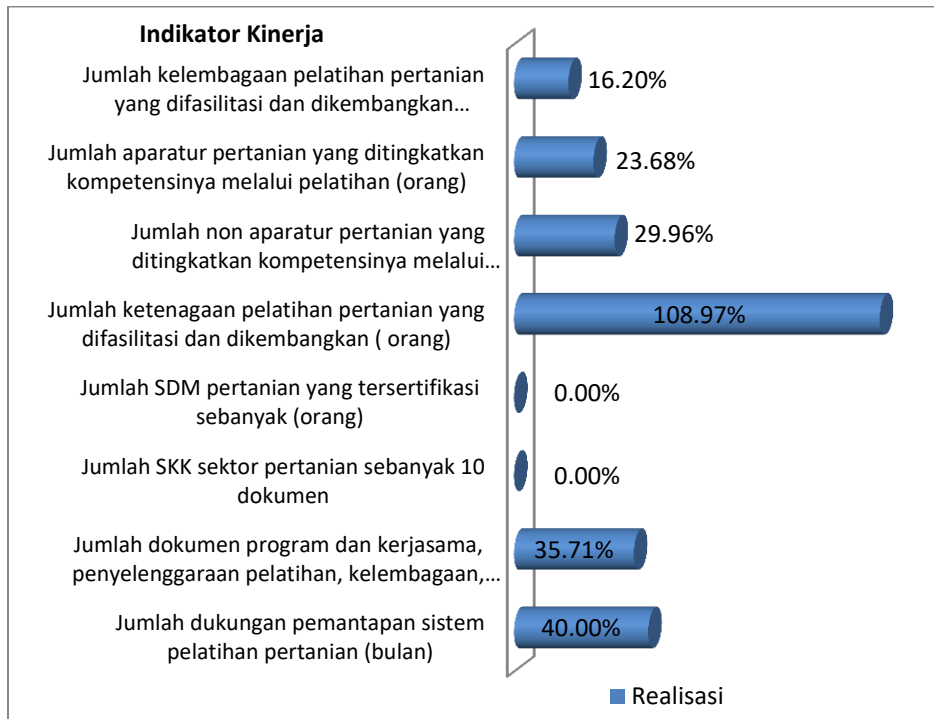 Indikator Kinerja
Jumlah kelembagaan pelatihan pertanian
yang difasilitasi dan dikembangkan...
16.20%
Jumlah aparatur pertanian yang ditingkatkan
kompetensinya melalui pelatihan (orang)
23.68%
Jumlah non aparatur pertanian yang
ditingkatkan kompetensinya melalui...
29.96%
Jumlah ketenagaan pelatihan pertanian yang
difasilitasi dan dikembangkan ( orang)
108.97%
Jumlah SDM pertanian yang tersertifikasi
sebanyak (orang)
0.00%
Jumlah SKK sektor pertanian sebanyak 10
dokumen
0.00%
Jumlah dokumen program dan kerjasama,
penyelenggaraan pelatihan, kelembagaan,...
35.71%
Jumlah dukungan pemantapan sistem
pelatihan pertanian (bulan)
40.00%
Realisasi